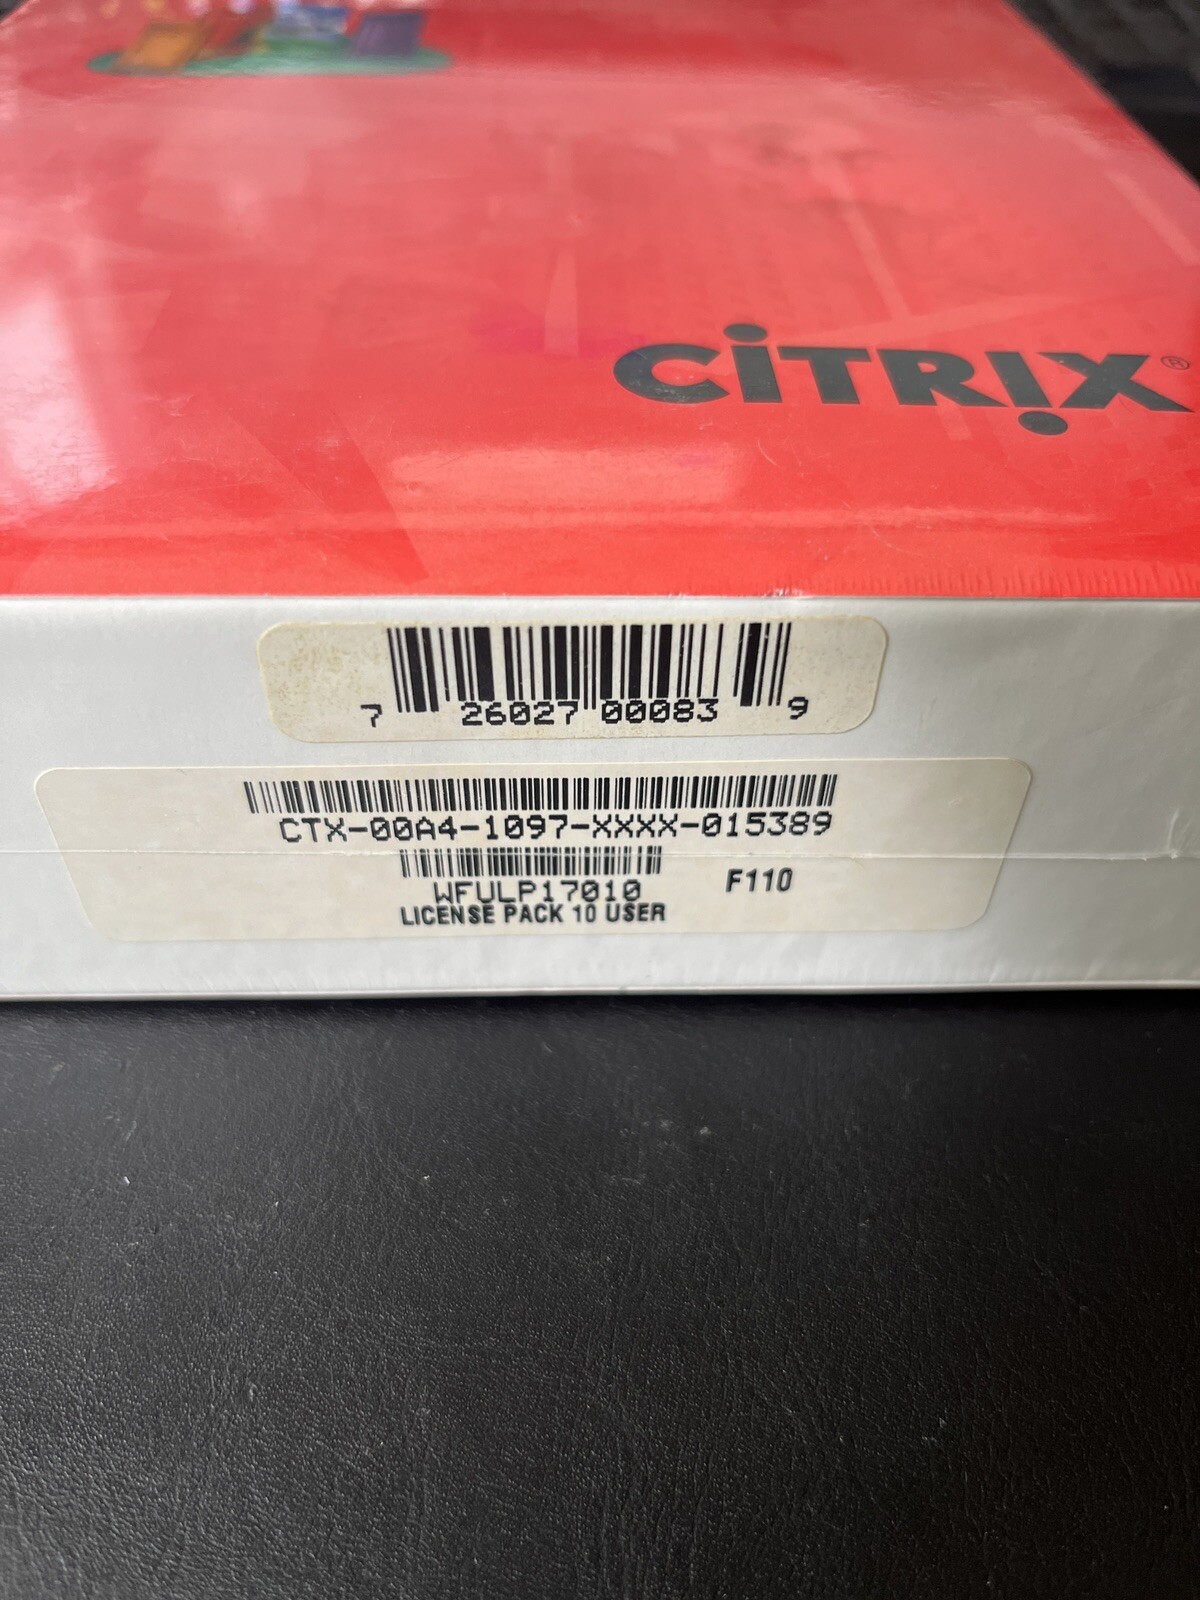 CiTRiX®
7 26027 00083 9
CTX-00A4-1097-XXXX-015389
WFULP17010 F110
LICENSE PACK 10 USER